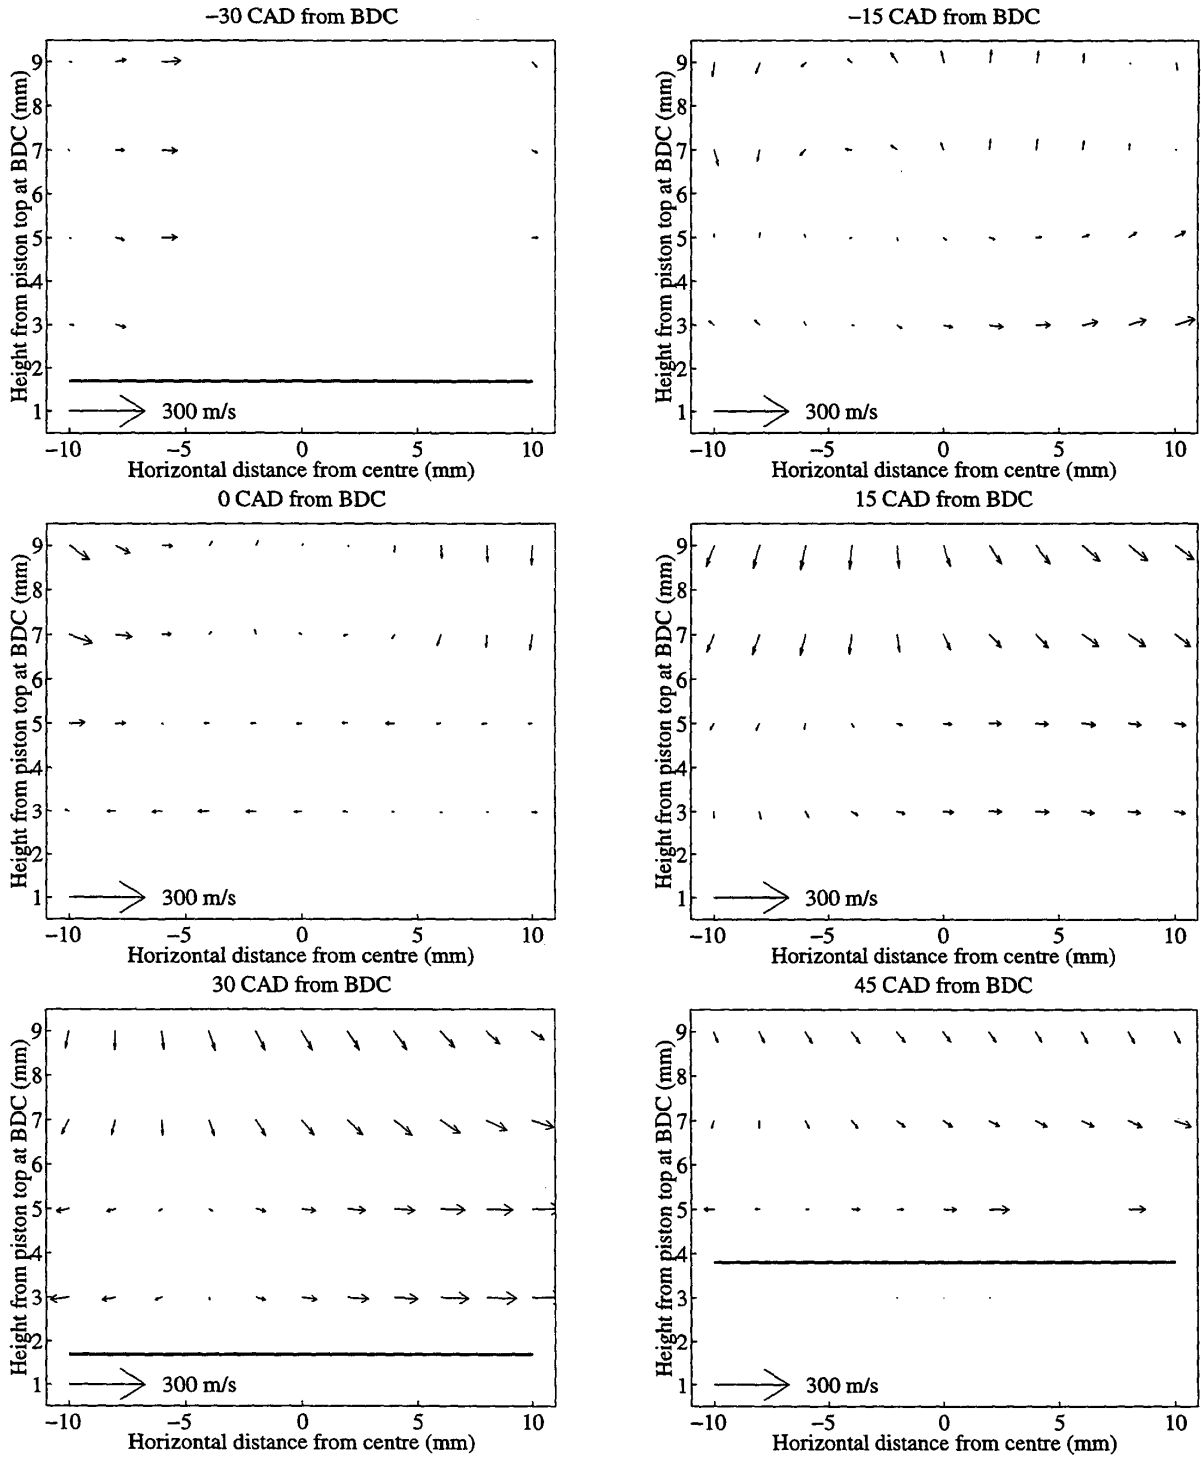 −30 CAD from BDC
Height from piston top at BDC (mm)
9
8
7
6
5
4
3
2
1
300 m/s
−10 −5 0 5 10
Horizontal distance from centre (mm)
−15 CAD from BDC
Height from piston top at BDC (mm)
9
8
7
6
5
4
3
2
1
300 m/s
−10 −5 0 5 10
Horizontal distance from centre (mm)
0 CAD from BDC
Height from piston top at BDC (mm)
9
8
7
6
5
4
3
2
1
300 m/s
−10 −5 0 5 10
Horizontal distance from centre (mm)
15 CAD from BDC
Height from piston top at BDC (mm)
9
8
7
6
5
4
3
2
1
300 m/s
−10 −5 0 5 10
Horizontal distance from centre (mm)
30 CAD from BDC
Height from piston top at BDC (mm)
9
8
7
6
5
4
3
2
1
300 m/s
−10 −5 0 5 10
Horizontal distance from centre (mm)
45 CAD from BDC
Height from piston top at BDC (mm)
9
8
7
6
5
4
3
2
1
300 m/s
−10 −5 0 5 10
Horizontal distance from centre (mm)